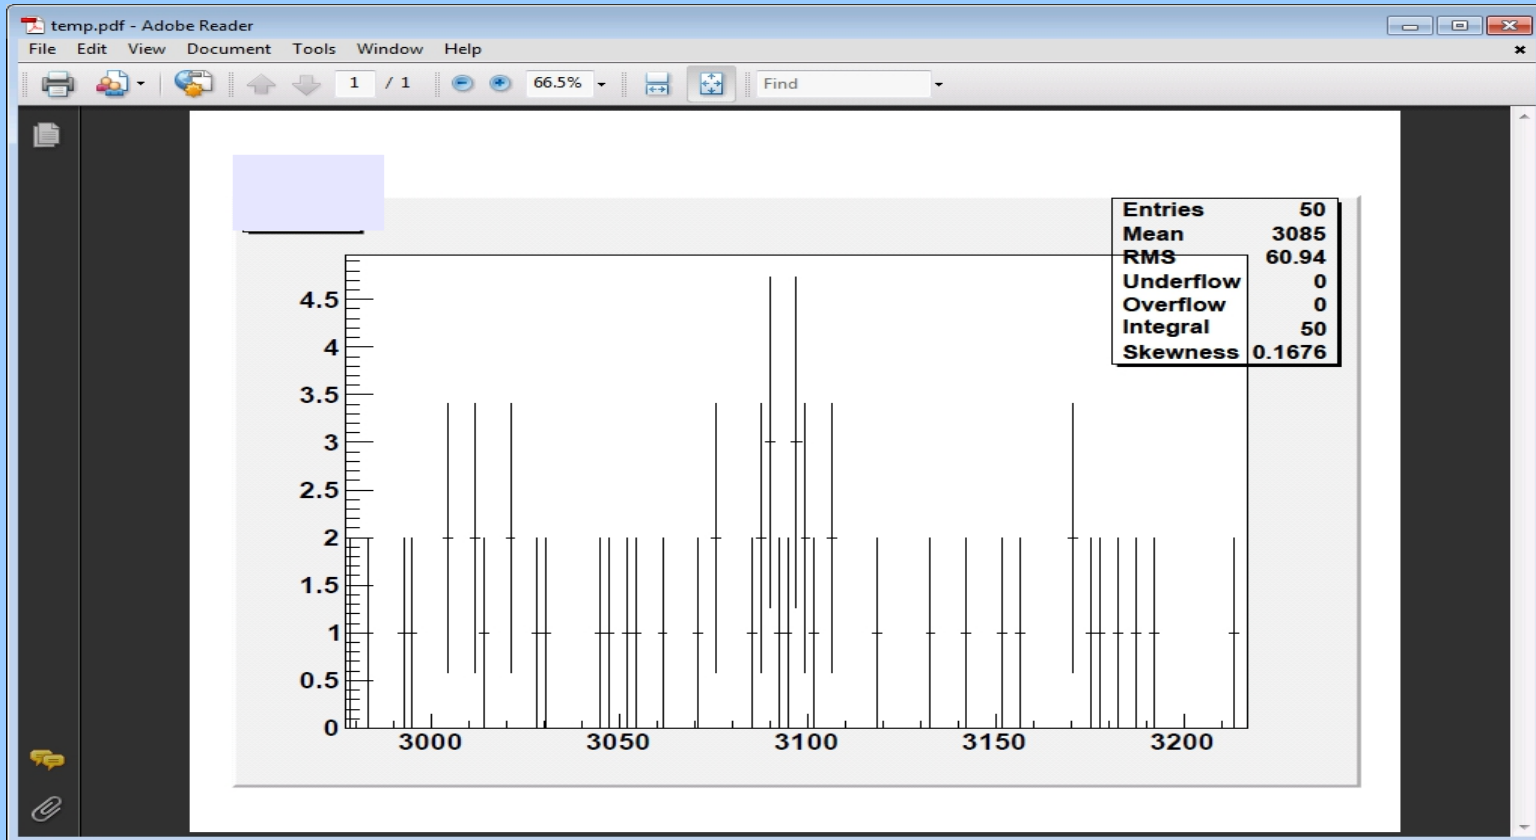 temp.pdf - Adobe Reader
File Edit View Document Tools Window Help
1 / 1 66.5% Find
Entries 50
Mean 3085
RMS 60.94
Underflow 0
Overflow 0
Integral 50
Skewness 0.1676
4.5
4
3.5
3
2.5
2
1.5
1
0.5
0
3000 3050 3100 3150 3200